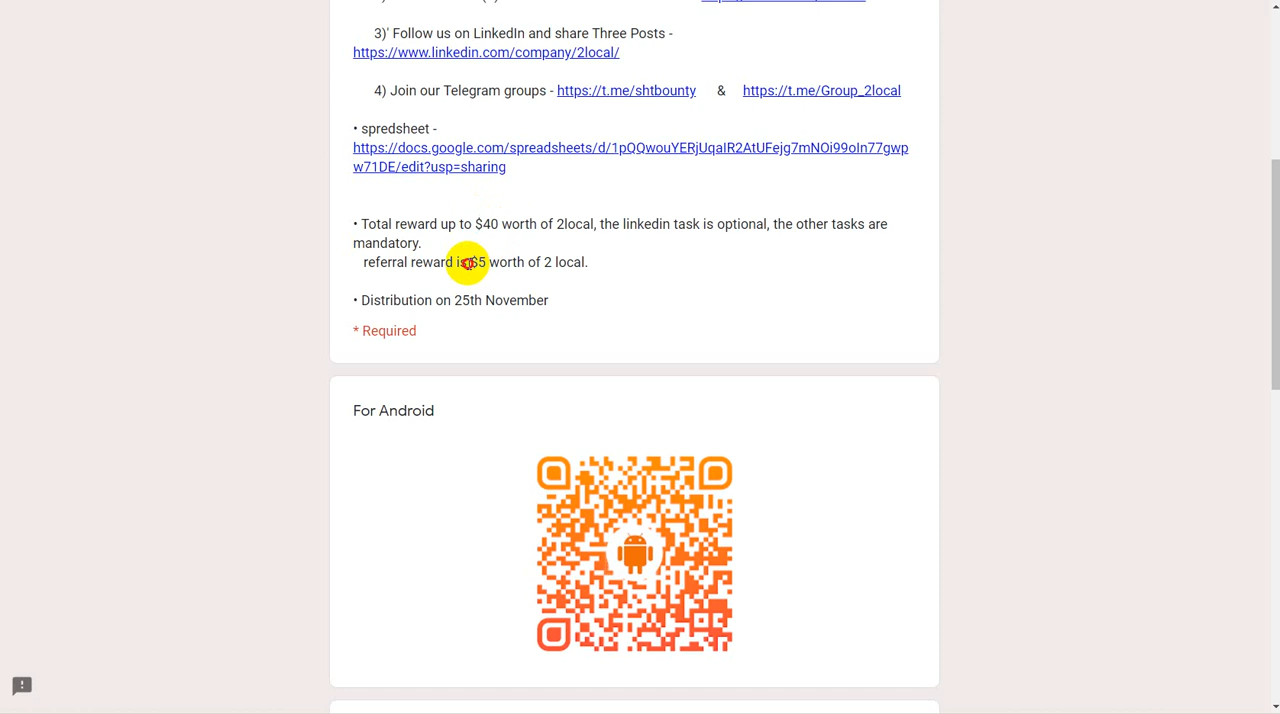 3)' Follow us on LinkedIn and share Three Posts -
https://www.linkedin.com/company/2local/
4) Join our Telegram groups - https://t.me/shtbounty & https://t.me/Group_2local
• spredsheet -
https://docs.google.com/spreadsheets/d/1pQQwouYERjUqaIR2AtUFejg7mNOi99oIn77gwp
w71DE/edit?usp=sharing
• Total reward up to $40 worth of 2local, the linkedin task is optional, the other tasks are
mandatory.
referral reward is $5 worth of 2 local.
• Distribution on 25th November
* Required
For Android